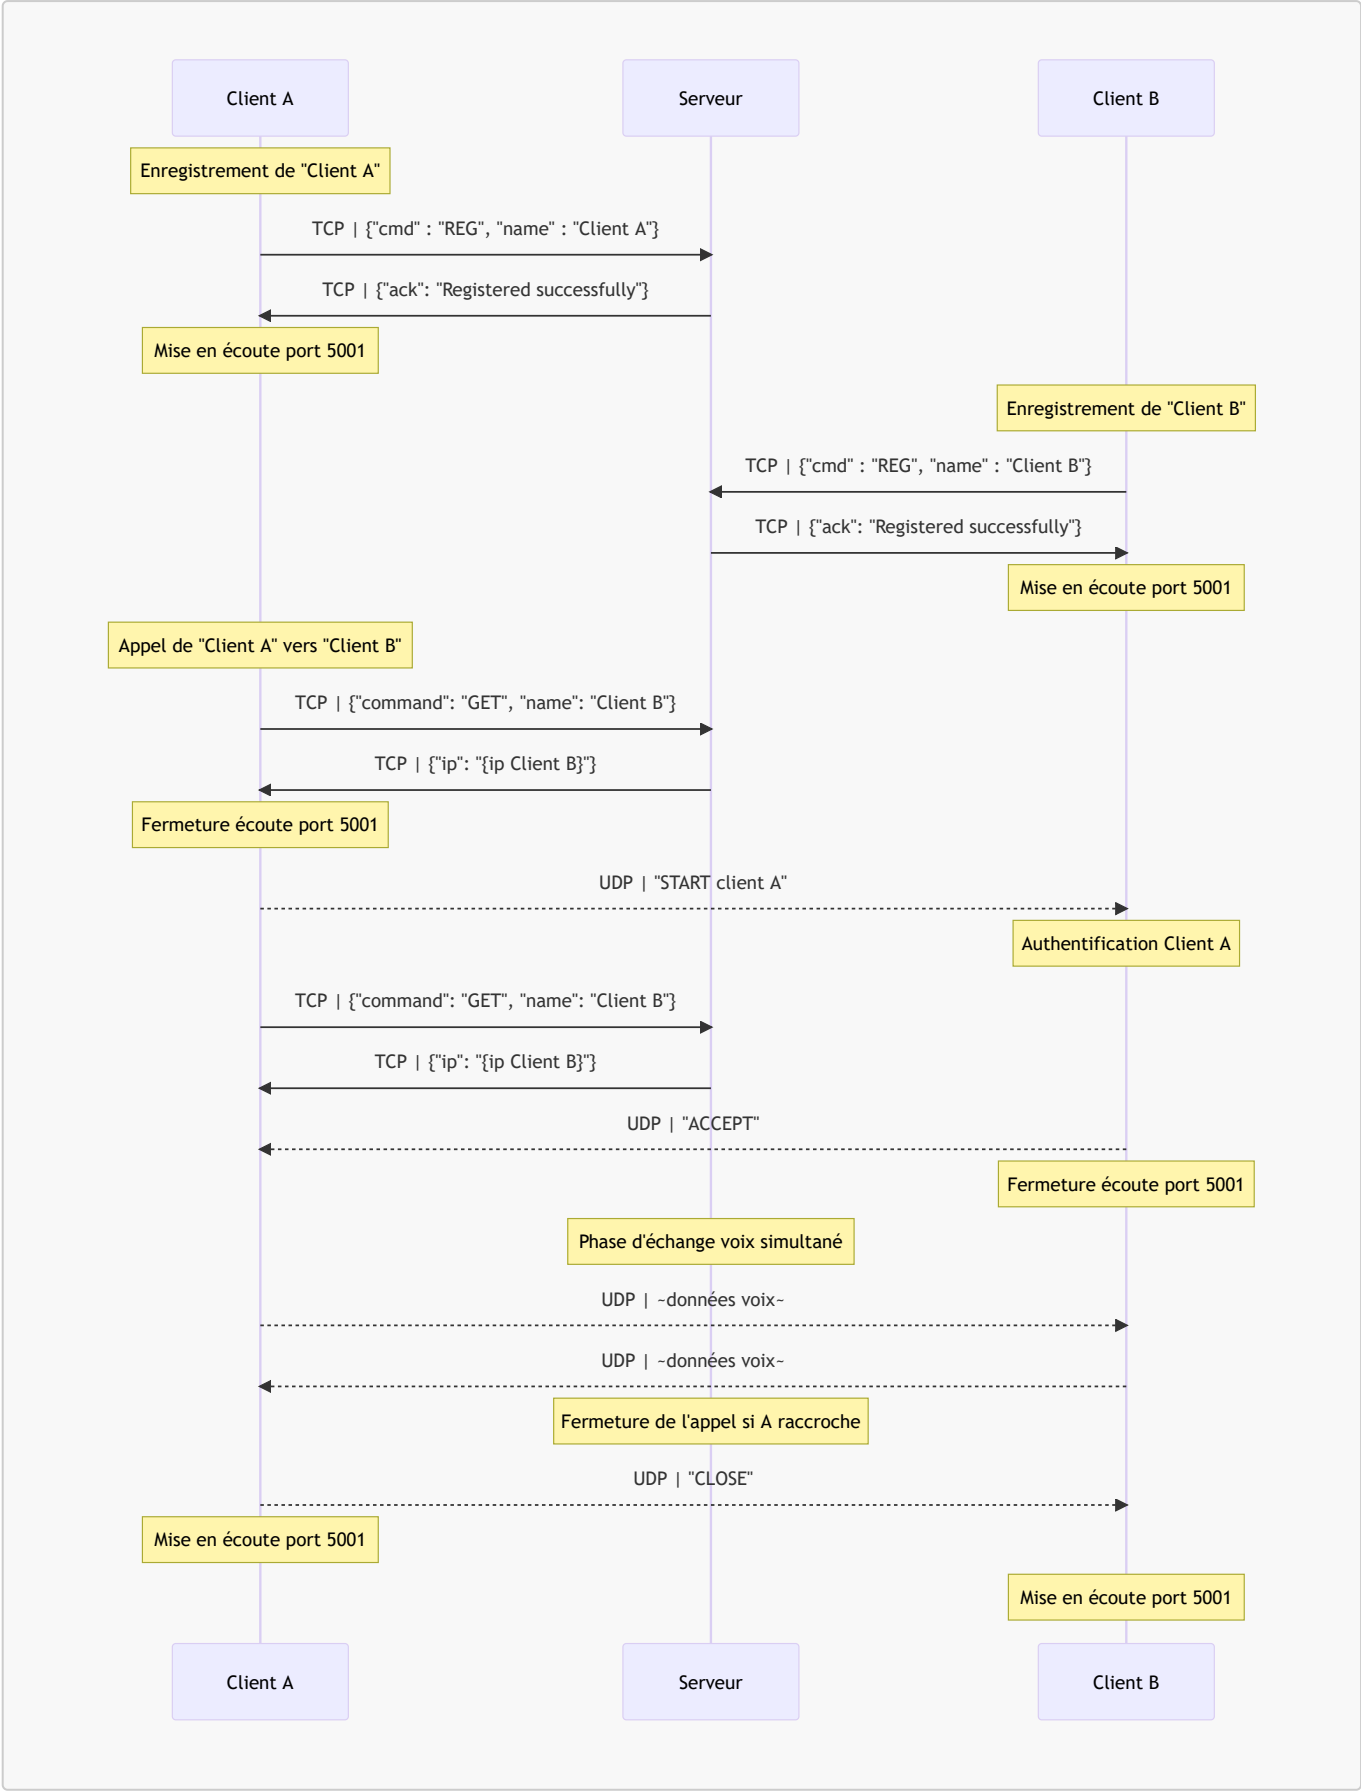 Client A
Serveur
Client B
Enregistrement de "Client A"
TCP | {"cmd" : "REG", "name" : "Client A"}
TCP | {"ack": "Registered successfully"}
Mise en écoute port 5001
Enregistrement de "Client B"
TCP | {"cmd" : "REG", "name" : "Client B"}
TCP | {"ack": "Registered successfully"}
Mise en écoute port 5001
Appel de "Client A" vers "Client B"
TCP | {"command": "GET", "name": "Client B"}
TCP | {"ip": "{ip Client B}"}
Fermeture écoute port 5001
UDP | "START client A"
Authentification Client A
TCP | {"command": "GET", "name": "Client B"}
TCP | {"ip": "{ip Client B}"}
UDP | "ACCEPT"
Fermeture écoute port 5001
Phase d'échange voix simultané
UDP | ~données voix~
UDP | ~données voix~
Fermeture de l'appel si A raccroche
UDP | "CLOSE"
Mise en écoute port 5001
Mise en écoute port 5001
Client A
Serveur
Client B